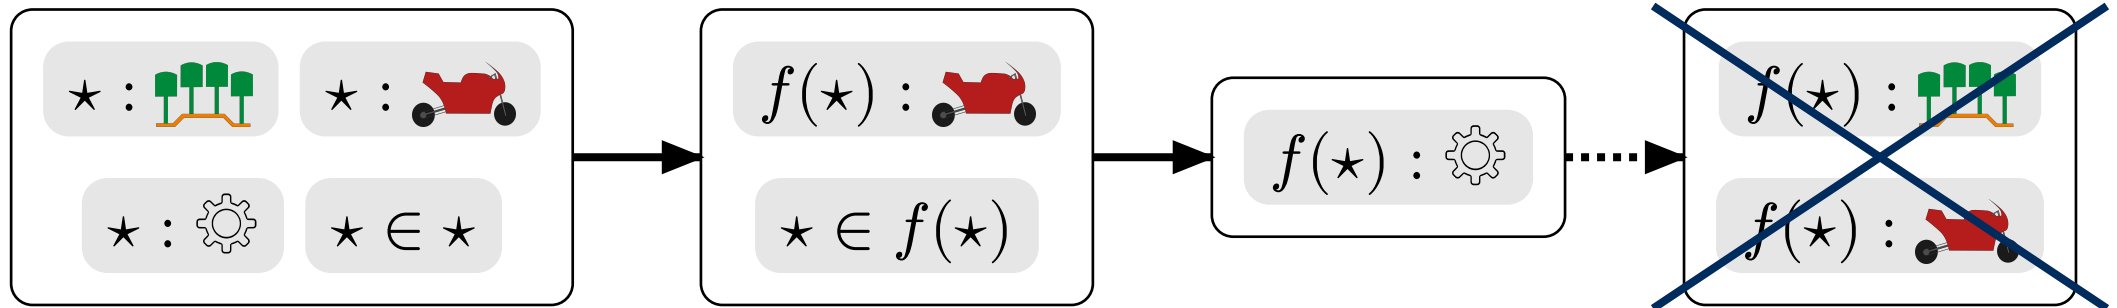 ⋆ :
⋆ :
⋆ :
⋆ ∈ ⋆
f(⋆) :
⋆ ∈ f(⋆)
f(⋆) :
f(⋆) :
f(⋆) :